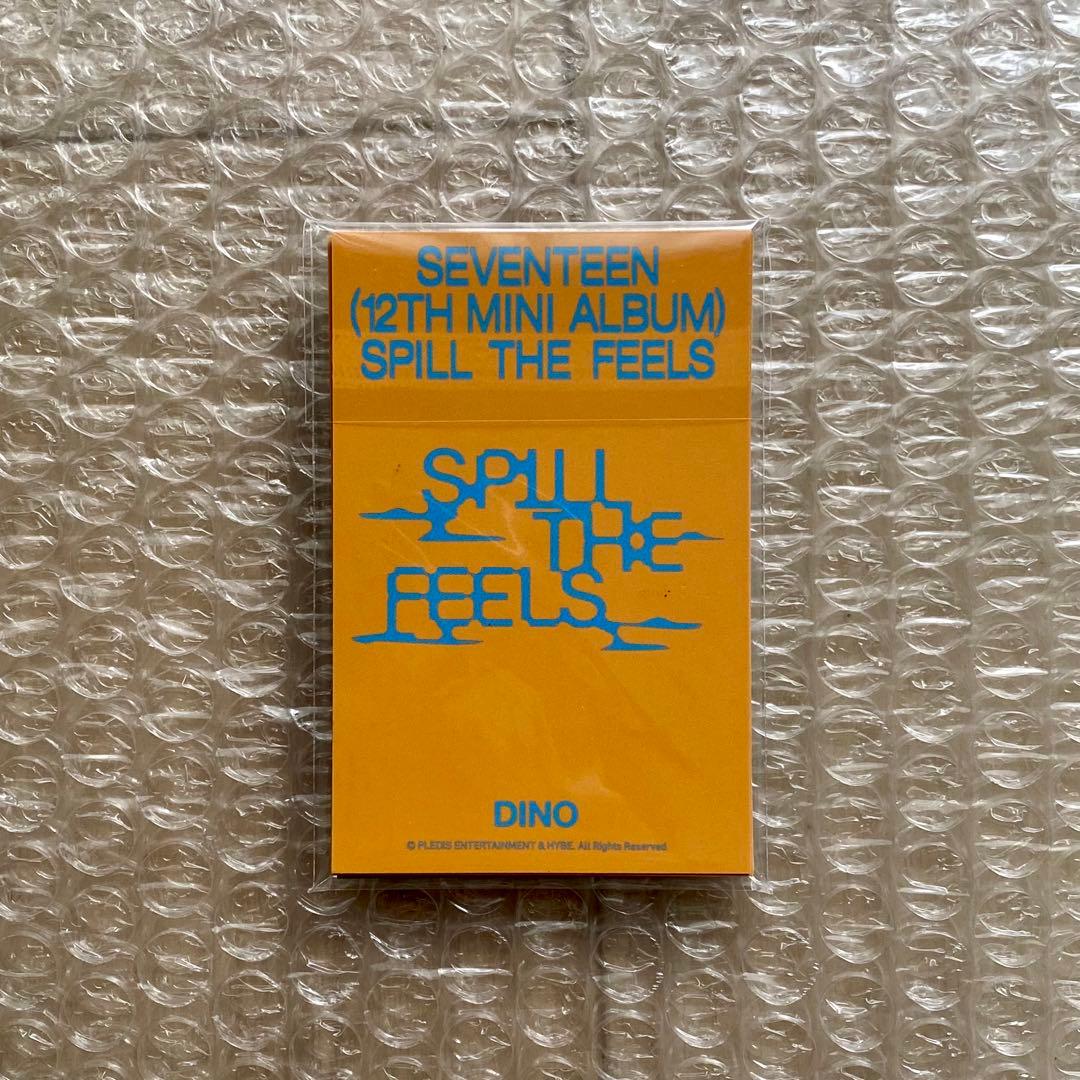 SEVENTEEN
(12TH MINI ALBUM)
SPILL THE FEELS
SPILL
THE
FEELS
DINO
© PLEDIS ENTERTAINMENT & HYBE. All Rights Reserved